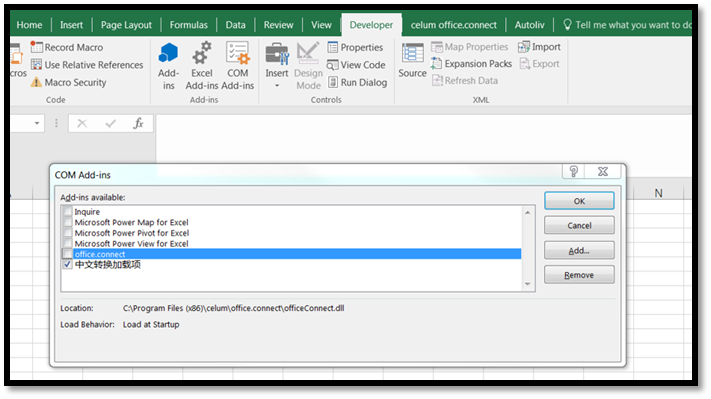 Home Insert Page Layout Formulas Data Review View Developer celum office.connect Autoliv Tell me what you want to do
Record Macro
Use Relative References
Macro Security
Code
Add-
ins
Excel
Add-ins
COM
Add-ins
Add-ins
Insert
Design
Mode
Properties
View Code
Run Dialog
Controls
Source
Map Properties
Expansion Packs
Refresh Data
Import
Export
XML
fx
N
COM Add-ins
Add-ins available:
Inquire
Microsoft Power Map for Excel
Microsoft Power Pivot for Excel
Microsoft Power View for Excel
office.connect
中文转换加载项
OK
Cancel
Add...
Remove
Location: C:\Program Files (x86)\celum\office.connect\officeConnect.dll
Load Behavior: Load at Startup